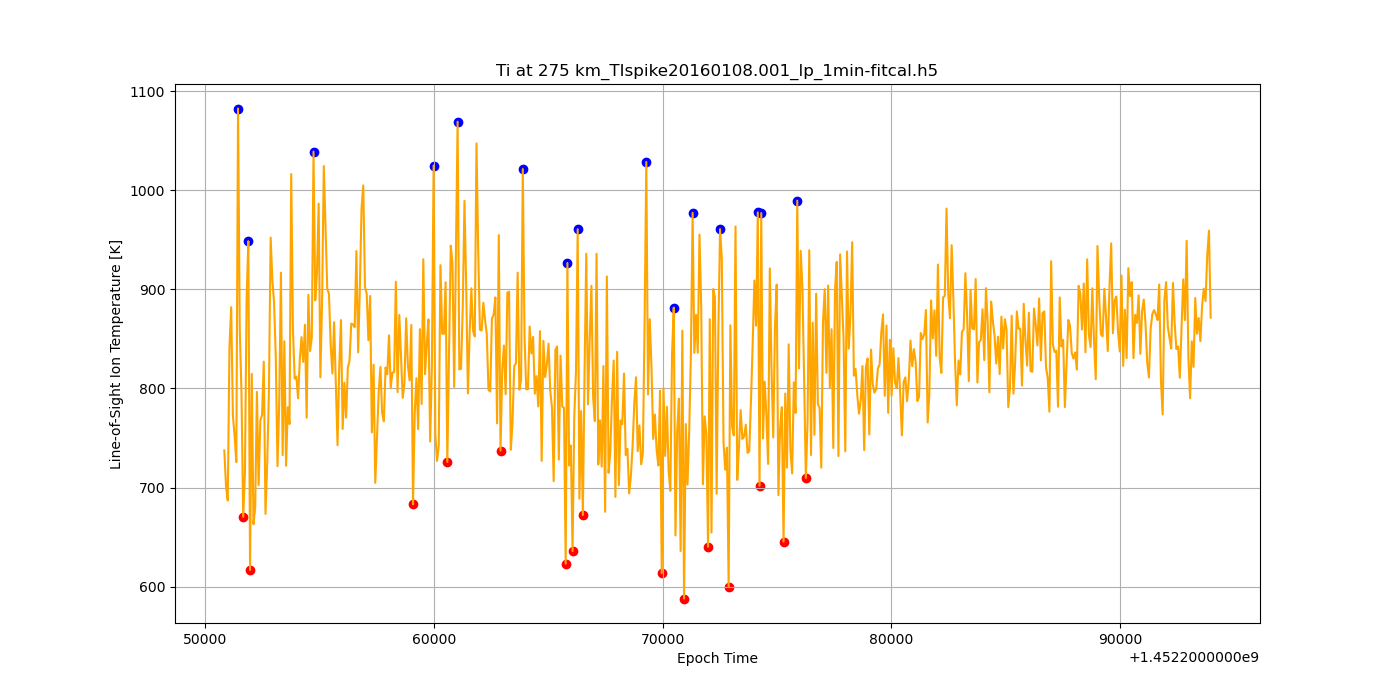 Ti at 275 km_TIspike20160108.001_lp_1min-fitcal.h5
Line-of-Sight Ion Temperature [K]
1100
1000
900
800
700
600
50000 60000 70000 80000 90000
Epoch Time
+1.4522000000e9